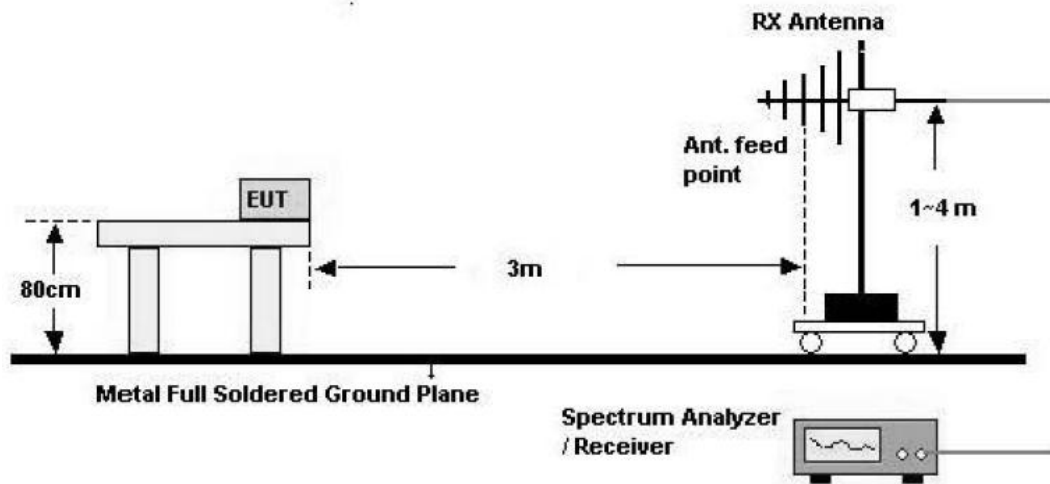 RX Antenna
Ant. feed
point
EUT
1~4 m
3m
80cm
Metal Full Soldered Ground Plane
Spectrum Analyzer
/ Receiver